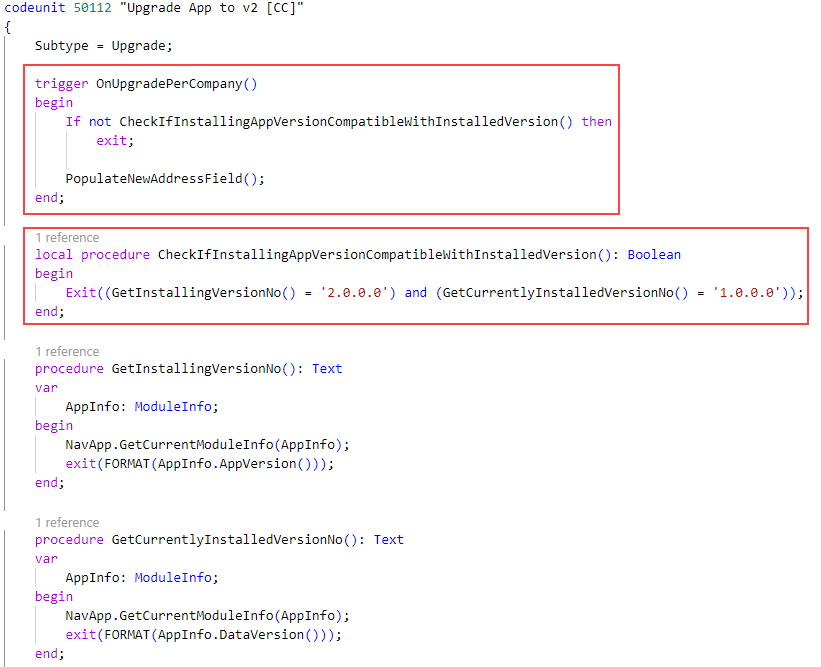 codeunit 50112 "Upgrade App to v2 [CC]"
{
    Subtype = Upgrade;
    trigger OnUpgradePerCompany()
    begin
        If not CheckIfInstallingAppVersionCompatibleWithInstalledVersion() then
            exit;
        PopulateNewAddressField();
    end;
    1 reference
    local procedure CheckIfInstallingAppVersionCompatibleWithInstalledVersion(): Boolean
    begin
        Exit((GetInstallingVersionNo() = '2.0.0.0') and (GetCurrentlyInstalledVersionNo() = '1.0.0.0'));
    end;
    1 reference
    procedure GetInstallingVersionNo(): Text
    var
        AppInfo: ModuleInfo;
    begin
        NavApp.GetCurrentModuleInfo(AppInfo);
        exit(FORMAT(AppInfo.AppVersion()));
    end;
    1 reference
    procedure GetCurrentlyInstalledVersionNo(): Text
    var
        AppInfo: ModuleInfo;
    begin
        NavApp.GetCurrentModuleInfo(AppInfo);
        exit(FORMAT(AppInfo.DataVersion()));
    end;